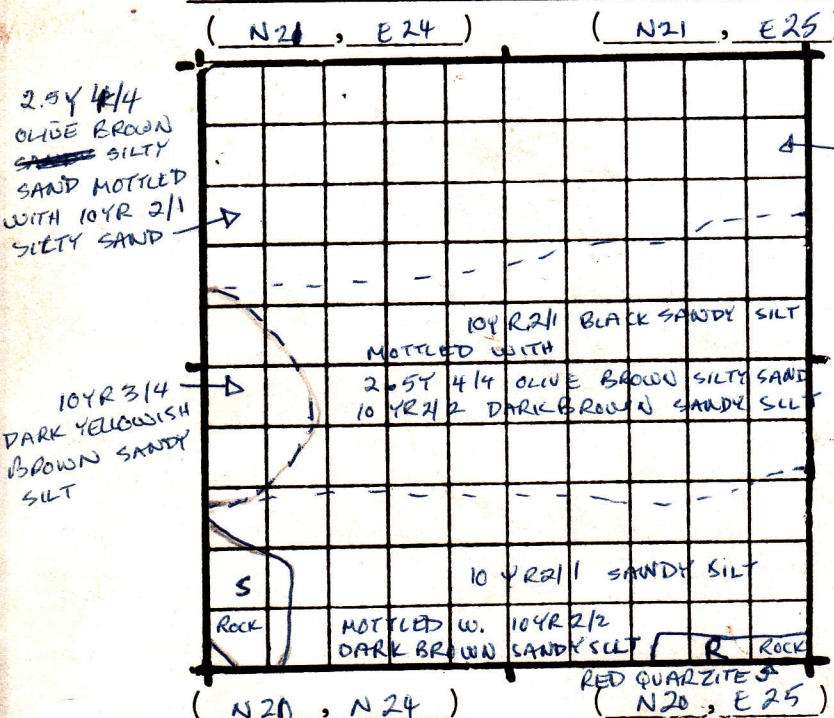 ( N21 , E24 ) ( N21 , E25
2.5Y 4/4
OLIVE BROWN
SILTY
SAND MOTTLED
WITH 10YR 2/1
SILTY SAND
10YR 2/1 BLACK SANDY SILT
MOTTLED WITH
2.5Y 4/4 OLIVE BROWN SILTY SAND
10 YR 2/2 DARK BROWN SANDY SILT
10YR 3/4
DARK YELLOWISH
BROWN SANDY
SILT
S
10 YR 2/1 SANDY SILT
ROCK
MOTTLED W. 10YR 2/2
DARK BROWN SANDY SILT
R ROCK
RED QUARZITE
( N20 , N24 ) ( N20 , E25 )